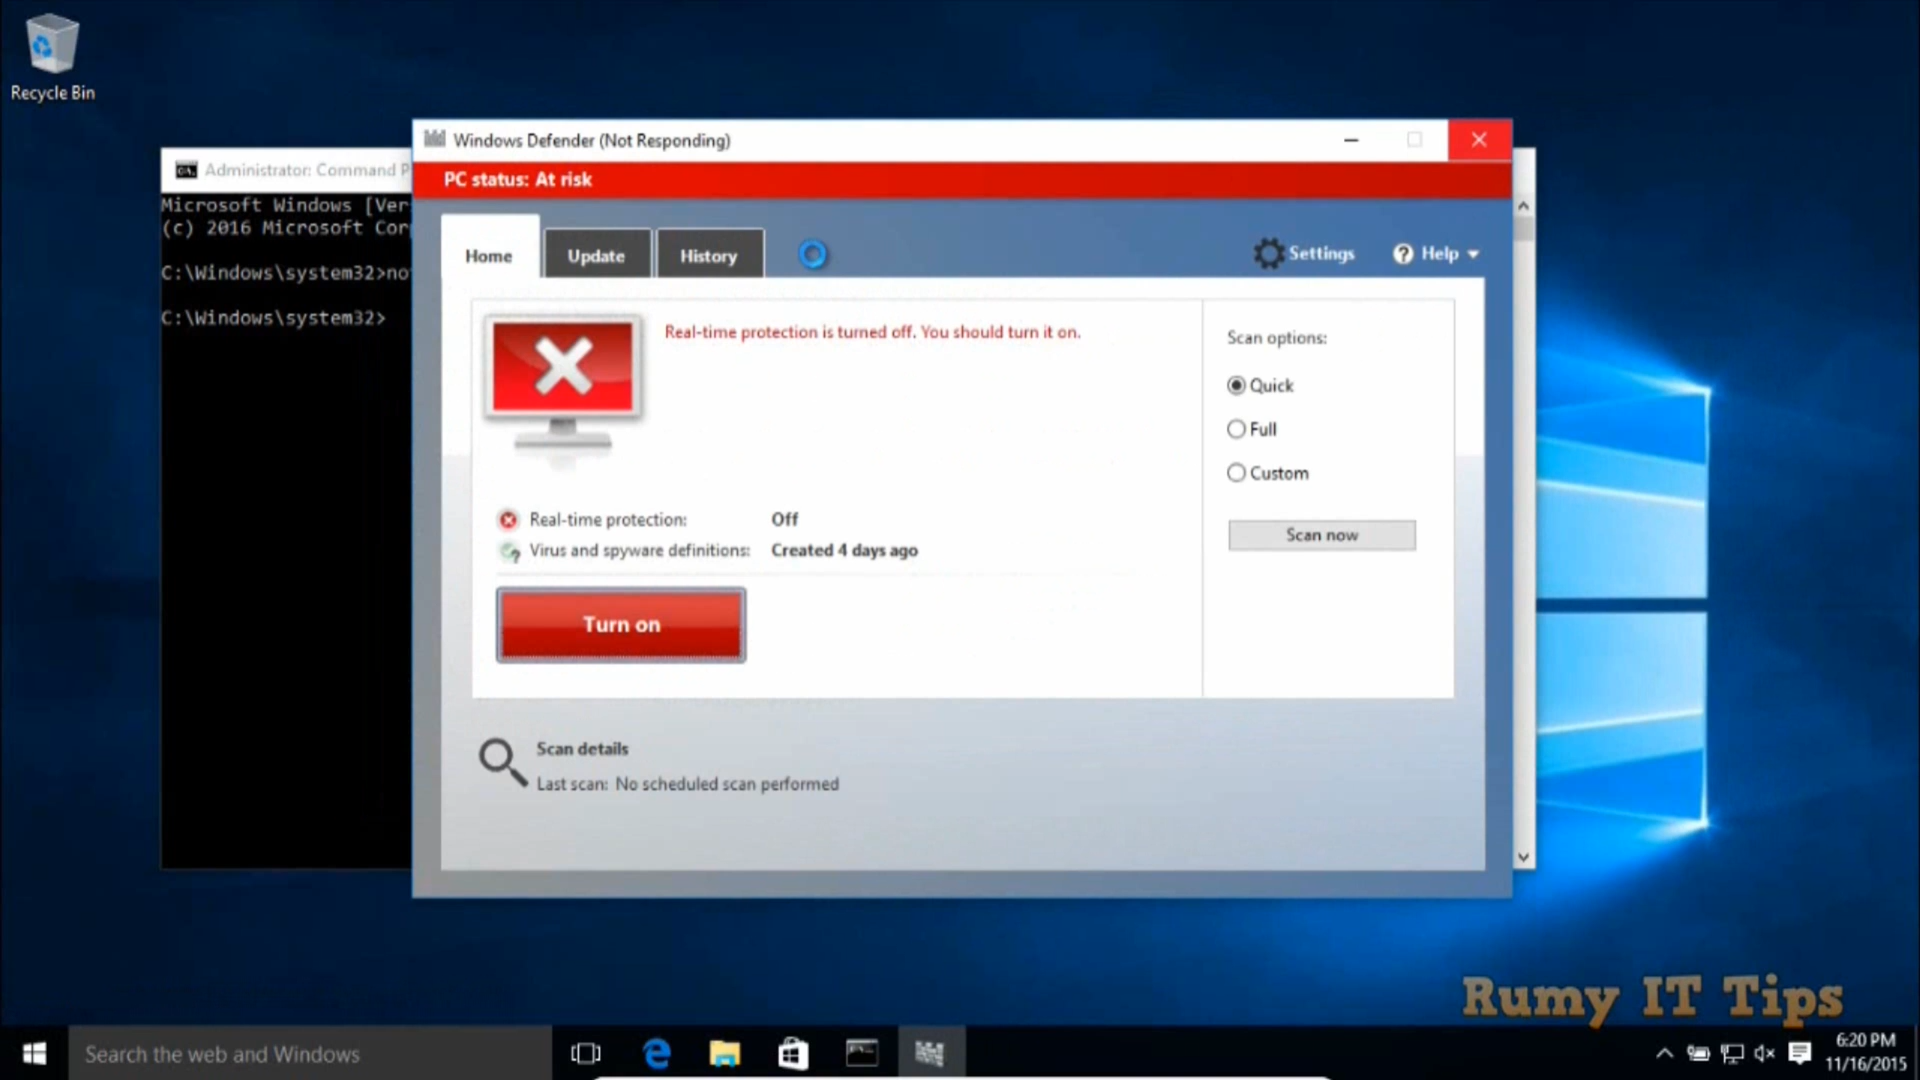 Recycle Bin
Windows Defender (Not Responding)
Administrator: Command P
PC status: At risk
Microsoft Windows [Ver
(c) 2016 Microsoft Cor
Home
Update
History
Settings
Help
C:\Windows\system32>no
C:\Windows\system32>
Real-time protection is turned off. You should turn it on.
Scan options:
Quick
Full
Custom
Scan now
Real-time protection: Off
Virus and spyware definitions: Created 4 days ago
Turn on
Scan details
Last scan: No scheduled scan performed
Rumy IT Tips
Search the web and Windows
6:20 PM
11/16/2015